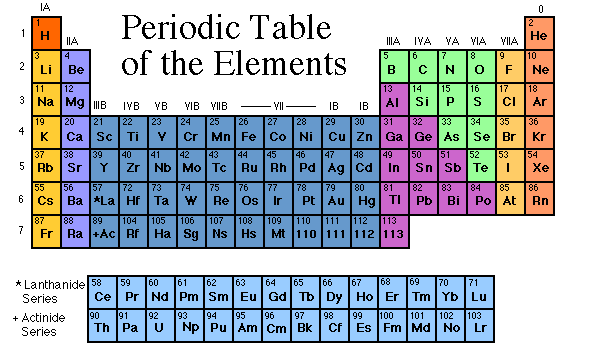 IA
0
1
H
2
He
Periodic Table
of the Elements
1
IIA
IIIA IVA VA VIA VIIA
2
3 4 5 6 7 8 9 10
Li Be B C N O F Ne
3
11 12 13 14 15 16 17 18
Na Mg Al Si P S Cl Ar
IIIB IVB VB VIB VIIB VII IB IB
4
19 20 21 22 23 24 25 26 27 28 29 30 31 32 33 34 35 36
K Ca Sc Ti V Cr Mn Fe Co Ni Cu Zn Ga Ge As Se Br Kr
5
37 38 39 40 41 42 43 44 45 46 47 48 49 50 51 52 53 54
Rb Sr Y Zr Nb Mo Tc Ru Rh Pd Ag Cd In Sn Sb Te I Xe
6
55 56 57 72 73 74 75 76 77 78 79 80 81 82 83 84 85 86
Cs Ba *La Hf Ta W Re Os Ir Pt Au Hg Tl Pb Bi Po At Rn
7
87 88 89 104 105 106 107 108 109 110 111 112 113
Fr Ra +Ac Rf Ha Sg Ns Hs Mt 110 111 112 113
* Lanthanide
Series
58 59 60 61 62 63 64 65 66 67 68 69 70 71
Ce Pr Nd Pm Sm Eu Gd Tb Dy Ho Er Tm Yb Lu
+ Actinide
Series
90 91 92 93 94 95 96 97 98 99 100 101 102 103
Th Pa U Np Pu Am Cm Bk Cf Es Fm Md No Lr